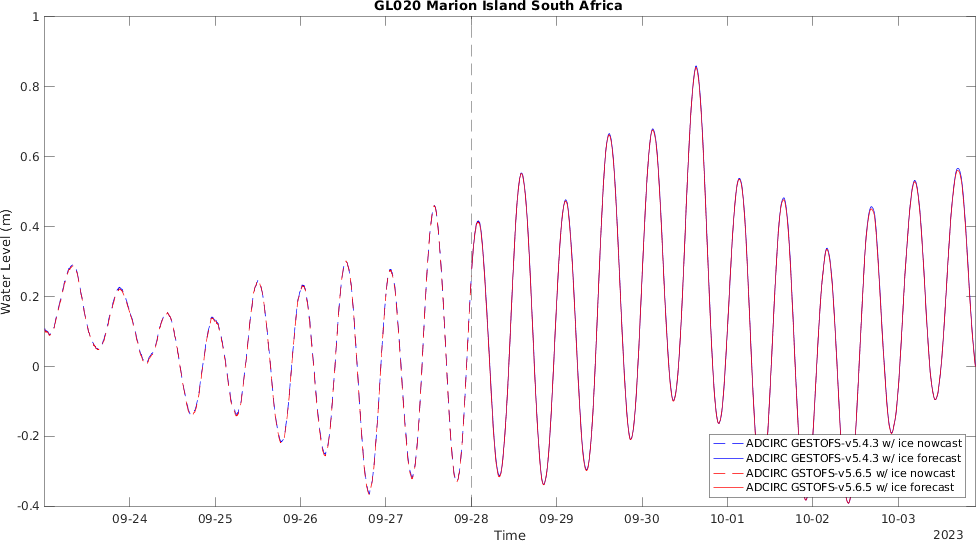 GL020 Marion Island South Africa
Water Level (m)
1
0.8
0.6
0.4
0.2
0
-0.2
-0.4
ADCIRC GESTOFS-v5.4.3 w/ ice nowcast
ADCIRC GESTOFS-v5.4.3 w/ ice forecast
ADCIRC GSTOFS-v5.6.5 w/ ice nowcast
ADCIRC GSTOFS-v5.6.5 w/ ice forecast
09-24 09-25 09-26 09-27 09-28 09-29 09-30 10-01 10-02 10-03
Time
2023